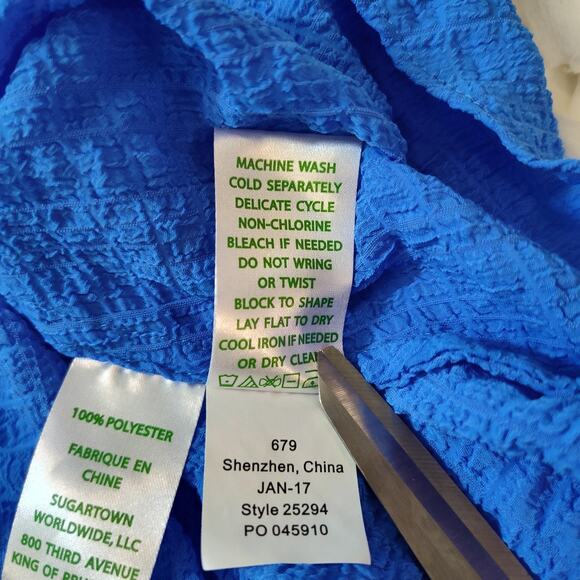 MACHINE WASH
COLD SEPARATELY
DELICATE CYCLE
NON-CHLORINE
BLEACH IF NEEDED
DO NOT WRING
OR TWIST
BLOCK TO SHAPE
LAY FLAT TO DRY
COOL IRON IF NEEDED
OR DRY CLEAN
679
Shenzhen, China
JAN-17
Style 25294
PO 045910
100% POLYESTER
FABRIQUE EN
CHINE
SUGARTOWN
WORLDWIDE, LLC
800 THIRD AVENUE
KING OF